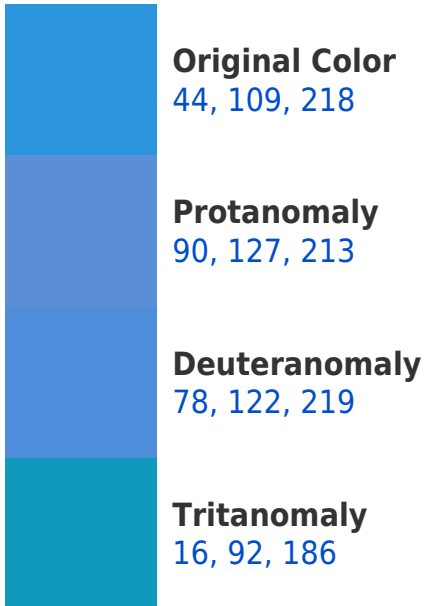 Original Color
44, 109, 218
Protanomaly
90, 127, 213
Deuteranomaly
78, 122, 219
Tritanomaly
16, 92, 186